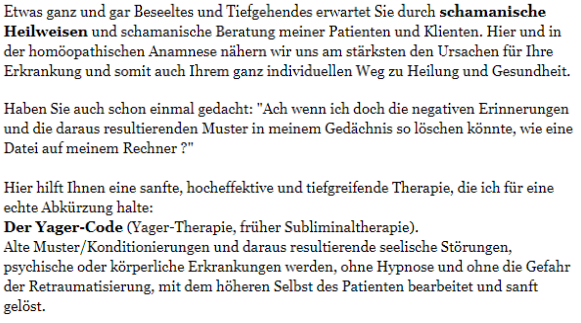 Etwas ganz und gar Beseeltes und Tiefgehendes erwartet Sie durch schamanische
Heilweisen und schamanische Beratung meiner Patienten und Klienten. Hier und in
der homöopathischen Anamnese nähern wir uns am stärksten den Ursachen für Ihre
Erkrankung und somit auch Ihrem ganz individuellen Weg zu Heilung und Gesundheit.
Haben Sie auch schon einmal gedacht: "Ach wenn ich doch die negativen Erinnerungen
und die daraus resultierenden Muster in meinem Gedächnis so löschen könnte, wie eine
Datei auf meinem Rechner ?"
Hier hilft Ihnen eine sanfte, hocheffektive und tiefgreifende Therapie, die ich für eine
echte Abkürzung halte:
Der Yager-Code (Yager-Therapie, früher Subliminaltherapie).
Alte Muster/Konditionierungen und daraus resultierende seelische Störungen,
psychische oder körperliche Erkrankungen werden, ohne Hypnose und ohne die Gefahr
der Retraumatisierung, mit dem höheren Selbst des Patienten bearbeitet und sanft
gelöst.